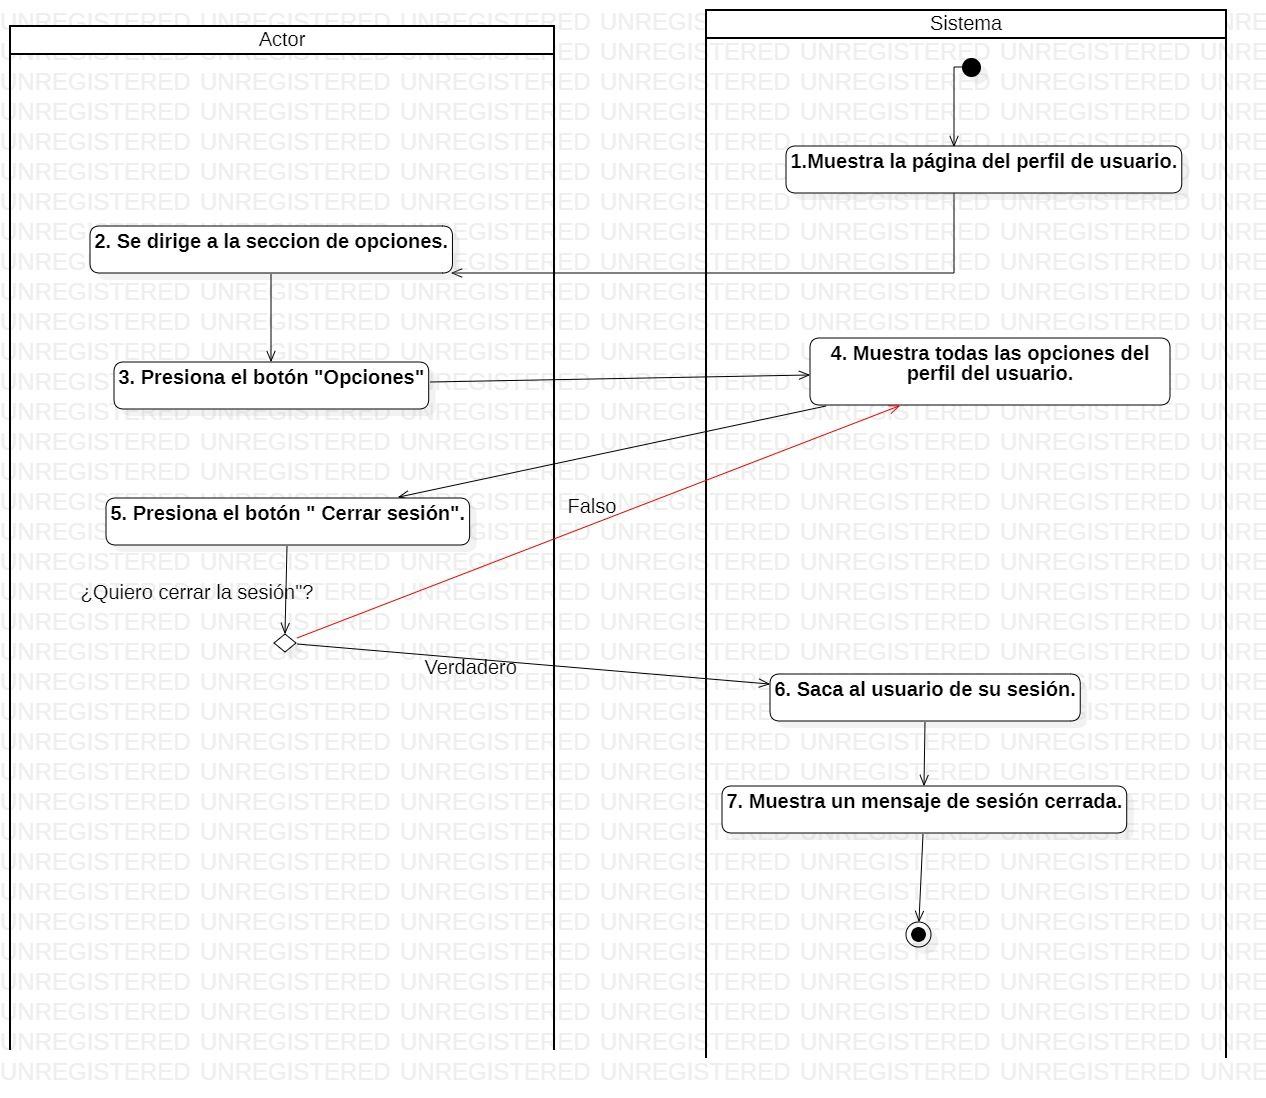 Actor
Sistema
1.Muestra la página del perfil de usuario.
2. Se dirige a la seccion de opciones.
3. Presiona el botón "Opciones"
4. Muestra todas las opciones del
perfil del usuario.
5. Presiona el botón " Cerrar sesión".
Falso
¿Quiero cerrar la sesión"?
Verdadero
6. Saca al usuario de su sesión.
7. Muestra un mensaje de sesión cerrada.
UNREGISTERED